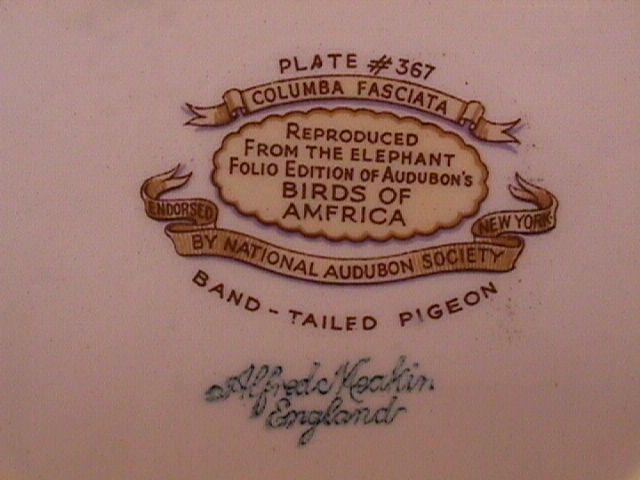 PLATE #367
COLUMBA FASCIATA
REPRODUCED
FROM THE ELEPHANT
FOLIO EDITION OF AUDUBON'S
BIRDS OF
AMFRICA
ENDORSED
BY NATIONAL AUDUBON SOCIETY
NEW YORK
BAND-TAILED PIGEON
Alfred Meakin
England